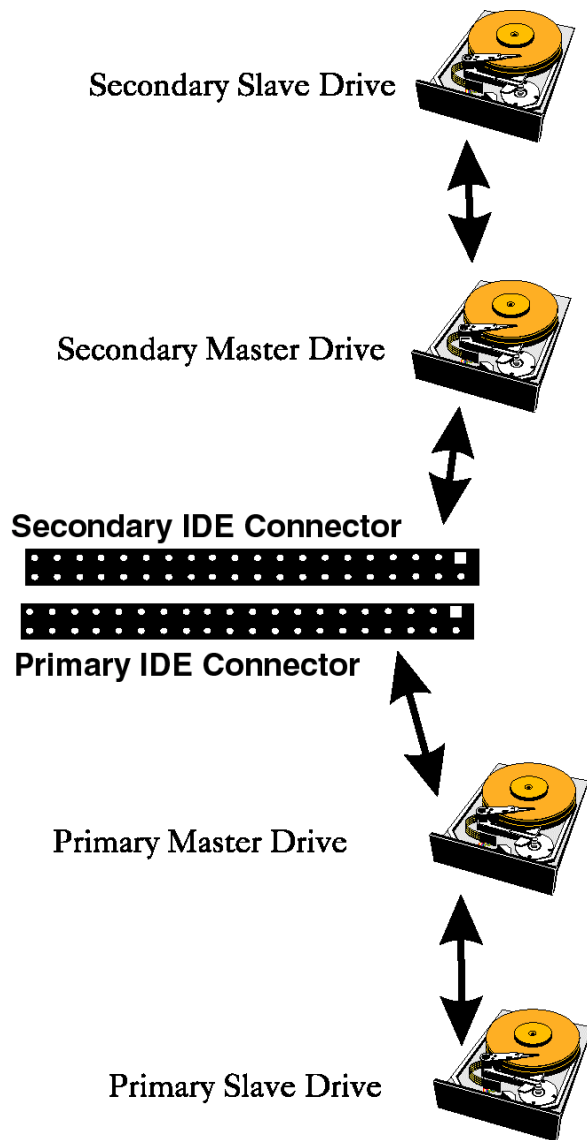 Secondary Slave Drive
Secondary Master Drive
Secondary IDE Connector
Primary IDE Connector
Primary Master Drive
Primary Slave Drive